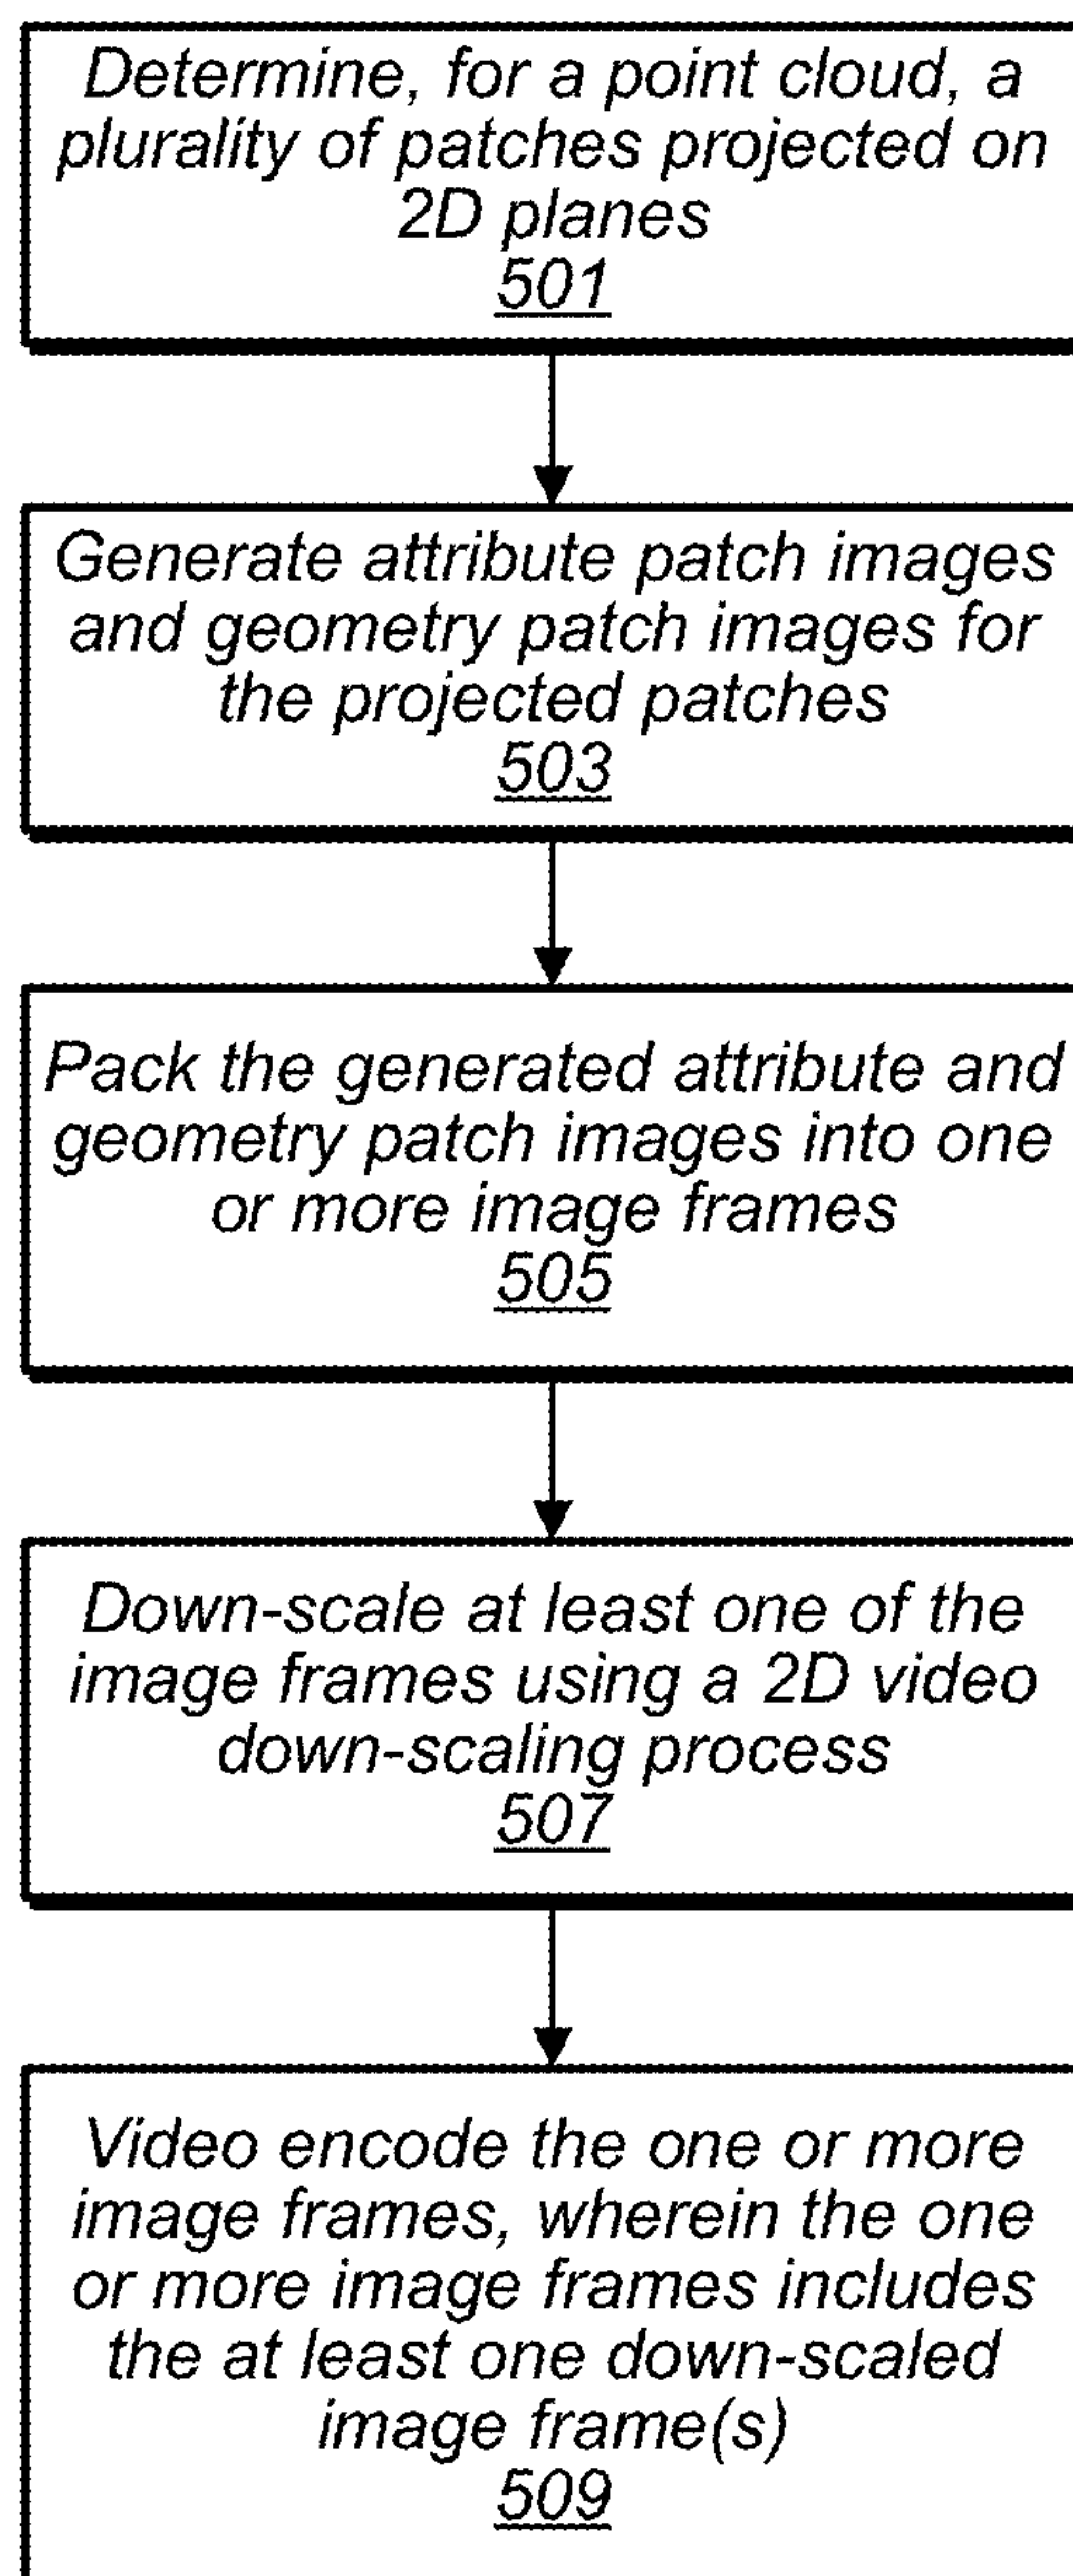 Determine, for a point cloud, a
plurality of patches projected on
2D planes
501
Generate attribute patch images
and geometry patch images for
the projected patches
503
Pack the generated attribute and
geometry patch images into one
or more image frames
505
Down-scale at least one of the
image frames using a 2D video
down-scaling process
507
Video encode the one or more
image frames, wherein the one
or more image frames includes
the at least one down-scaled
image frame(s)
509